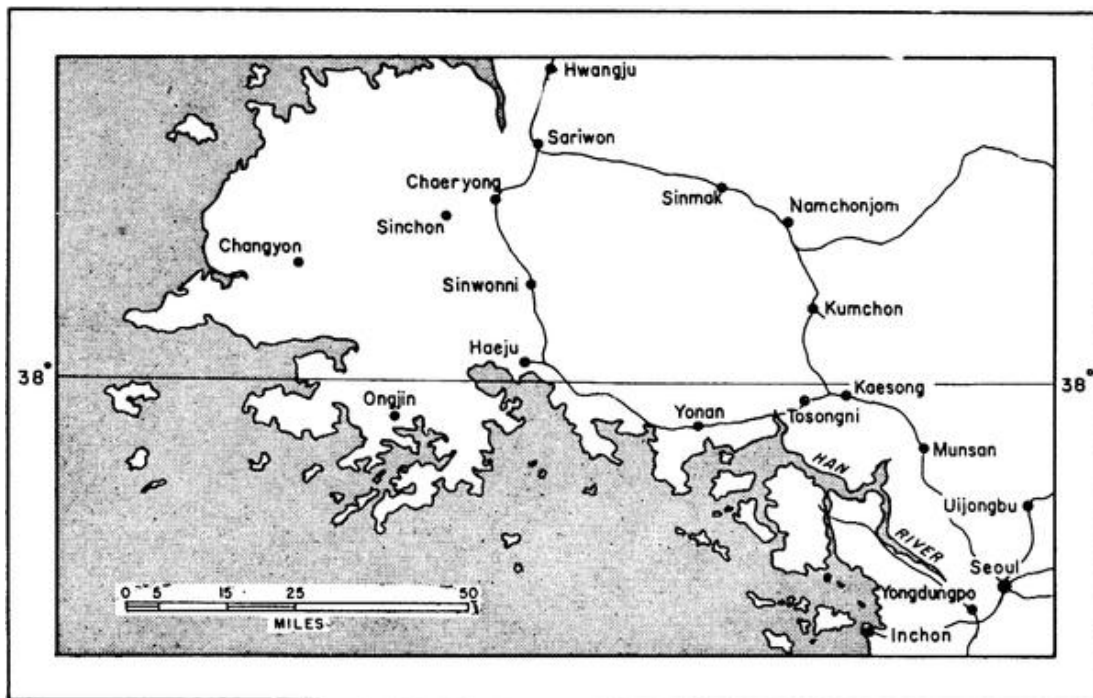 Hwangju
Sariwon
Chaeryong
Sinmak
Namchonjom
Sinchon
Changyon
Sinwonni
Kumchon
Haeju
38°
38°
Ongjin
Yonan
Tosongni
Kaesong
Munsan
HAN
RIVER
Uijongbu
Seoul
Yongdungpo
Inchon
0 5 15 25 50
MILES